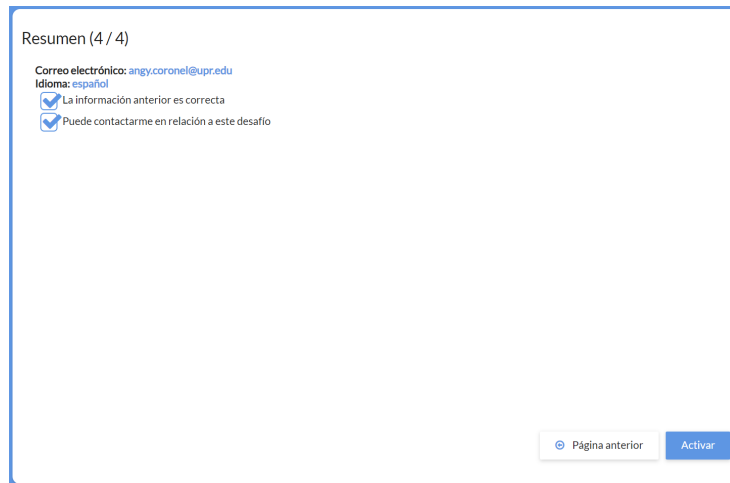 Resumen (4 / 4)
Correo electrónico: angy.coronel@upr.edu
Idioma: español
La información anterior es correcta
Puede contactarme en relación a este desafío
Página anterior
Activar